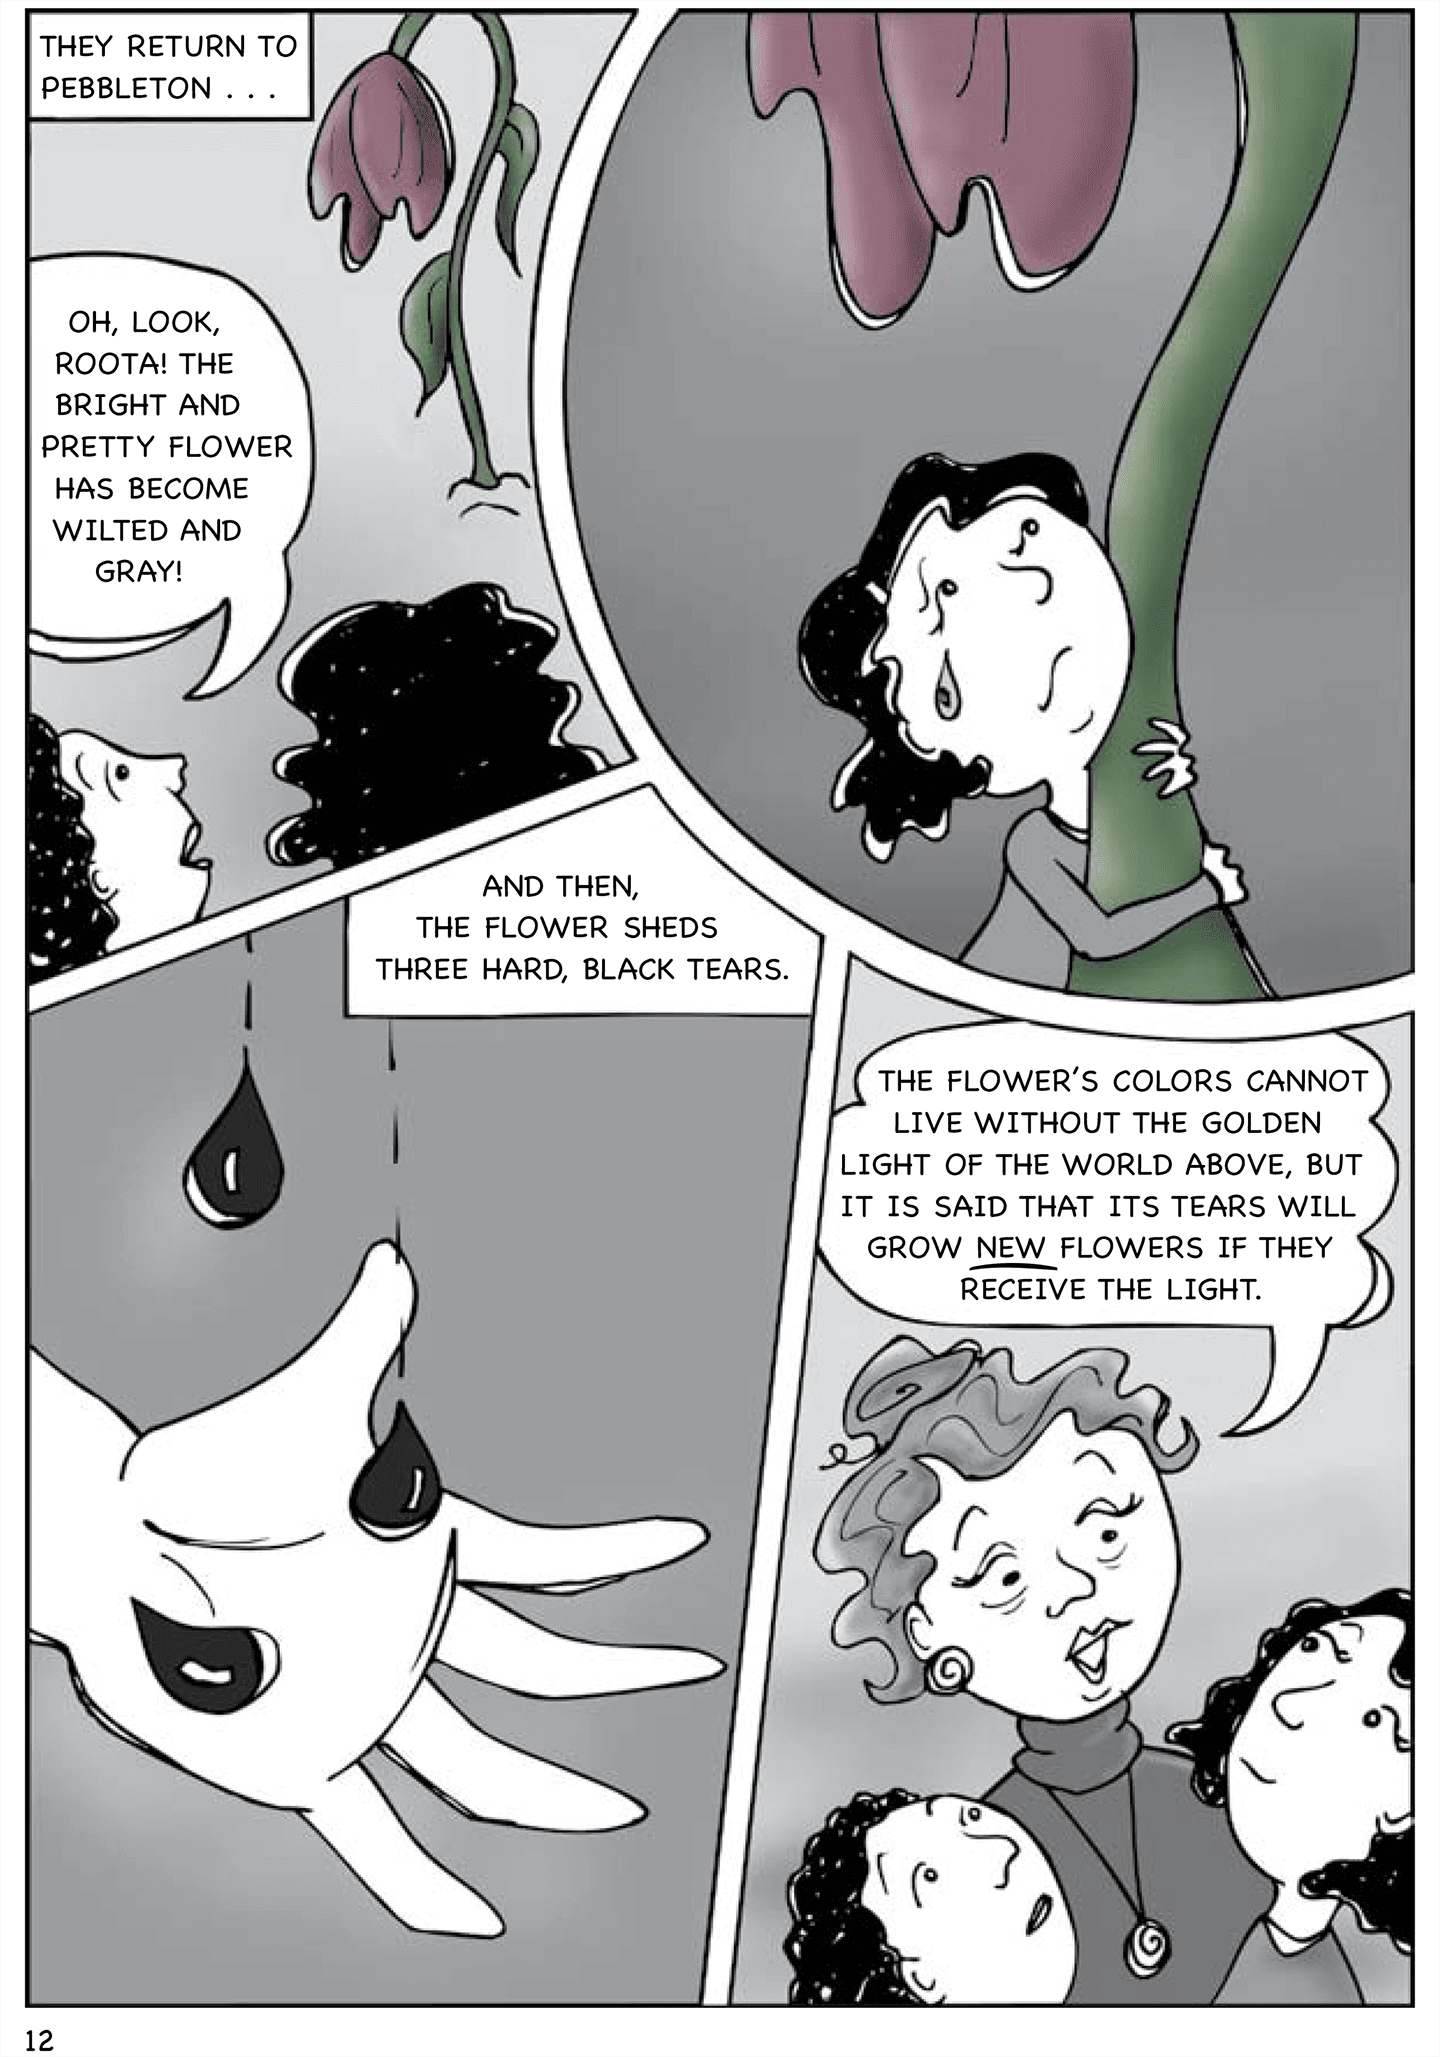 THEY RETURN TO
PEBBLETON . . .
OH, LOOK,
ROOTA! THE
BRIGHT AND
PRETTY FLOWER
HAS BECOME
WILTED AND
GRAY!
AND THEN,
THE FLOWER SHEDS
THREE HARD, BLACK TEARS.
THE FLOWER'S COLORS CANNOT
LIVE WITHOUT THE GOLDEN
LIGHT OF THE WORLD ABOVE, BUT
IT IS SAID THAT ITS TEARS WILL
GROW NEW FLOWERS IF THEY
RECEIVE THE LIGHT.
12